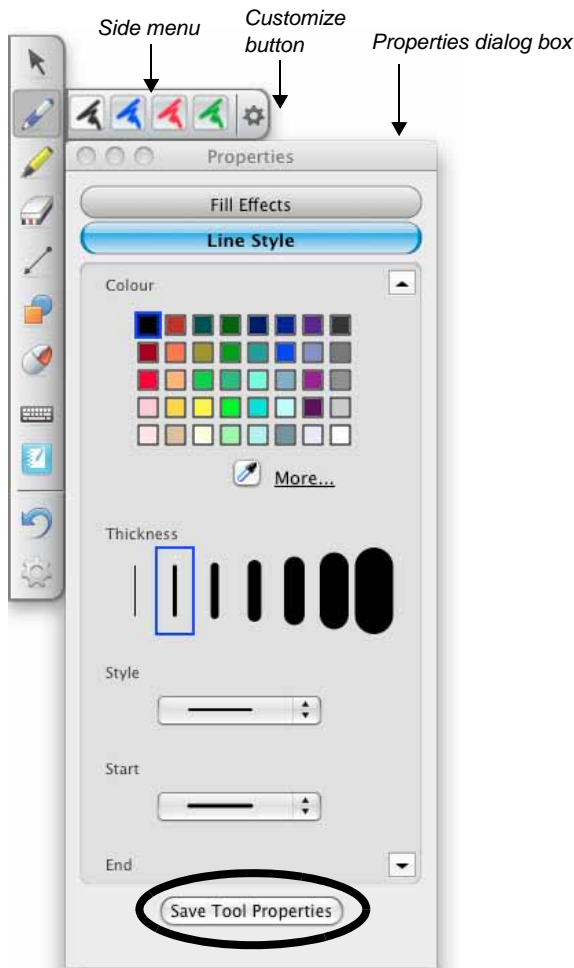 Side menu
Customize
button
Properties dialog box
Properties
Fill Effects
Line Style
Colour
More...
Thickness
Style
Start
End
Save Tool Properties